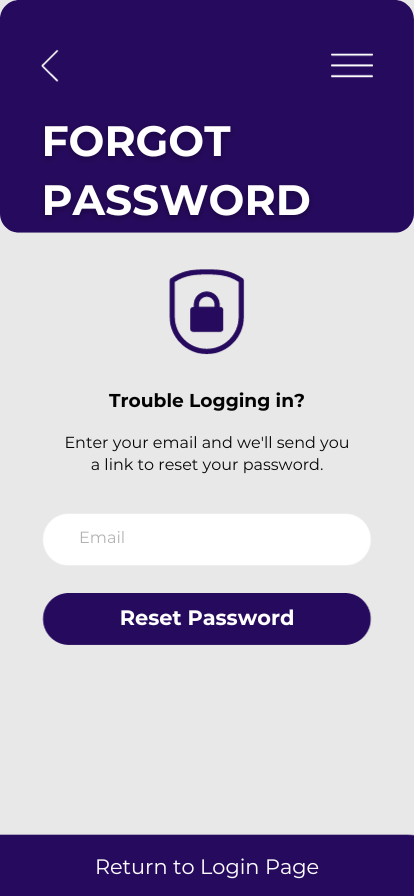 FORGOT
PASSWORD
Trouble Logging in?
Enter your email and we'll send you
a link to reset your password.
Email
Reset Password
Return to Login Page